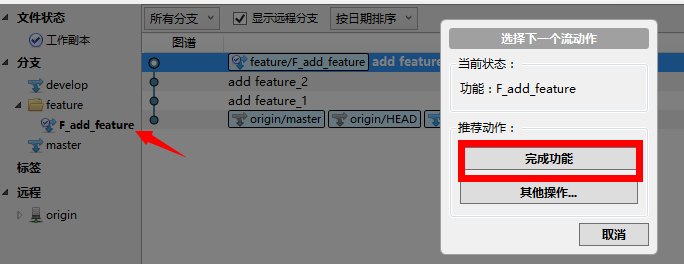 文件状态
工作副本
分支
develop
feature
F_add_feature
master
标签
远程
origin
所有分支
显示远程分支
按日期排序
图谱
feature/F_add_feature add feature
add feature_2
add feature_1
origin/master origin/HEAD
选择下一个流动作
当前状态：
功能：F_add_feature
推荐动作：
完成功能
其他操作...
取消